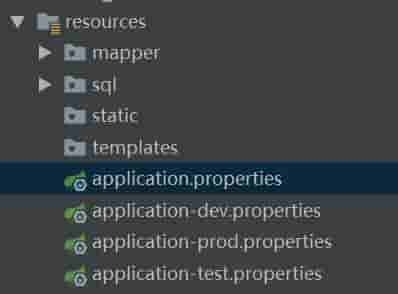 resources
mapper
sql
static
templates
application.properties
application-dev.properties
application-prod.properties
application-test.properties